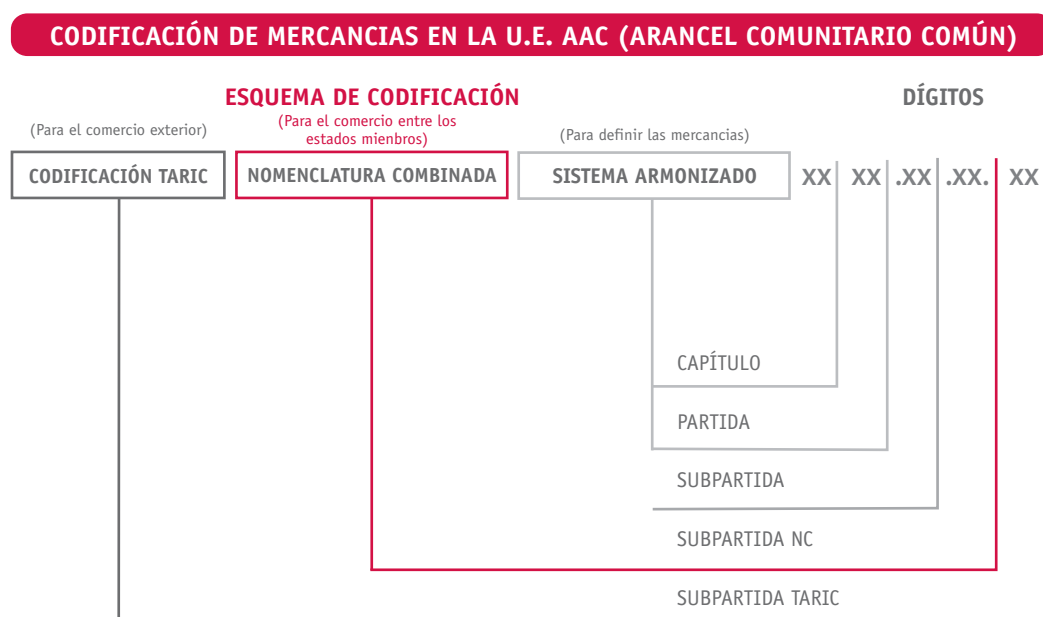 CODIFICACIÓN DE MERCANCIAS EN LA U.E. AAC (ARANCEL COMUNITARIO COMÚN)
ESQUEMA DE CODIFICACIÓN
DÍGITOS
(Para el comercio exterior)
(Para el comercio entre los
estados mienbros)
(Para definir las mercancias)
CODIFICACIÓN TARIC
NOMENCLATURA COMBINADA
SISTEMA ARMONIZADO
XX XX .XX .XX. XX
CAPÍTULO
PARTIDA
SUBPARTIDA
SUBPARTIDA NC
SUBPARTIDA TARIC